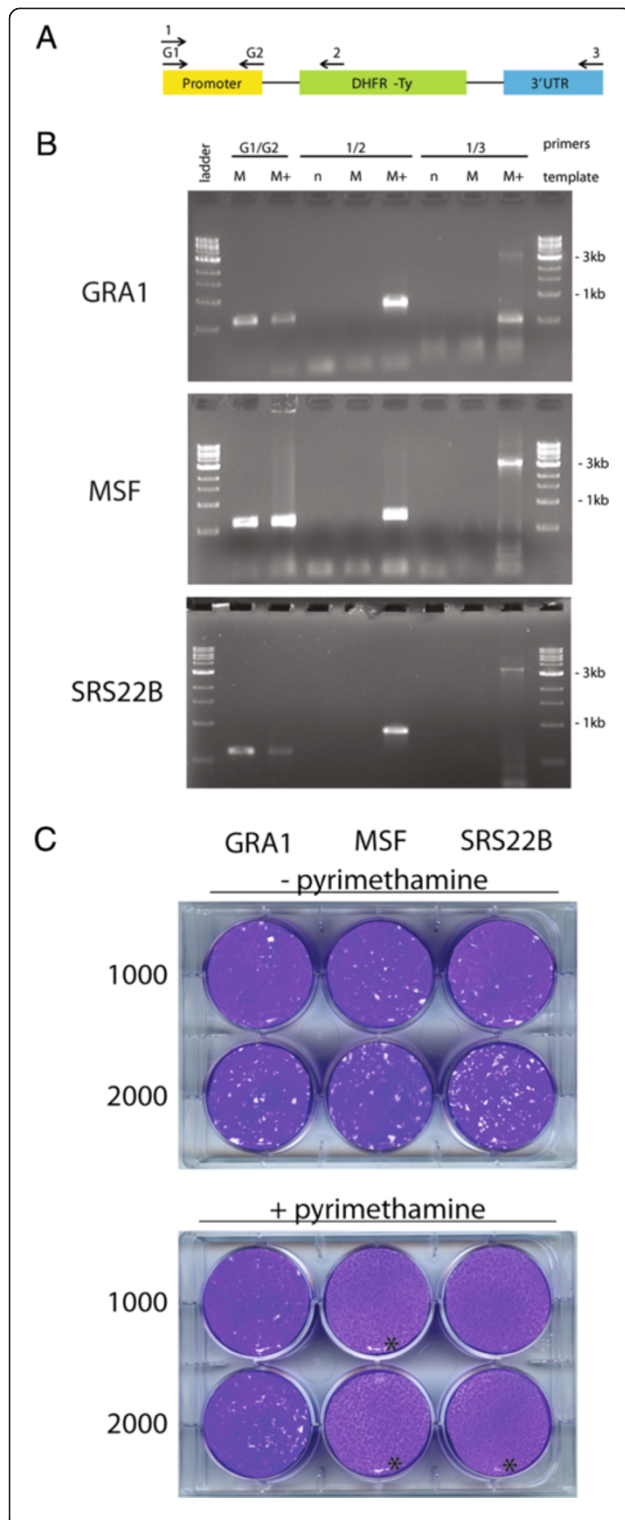 A
1
G1 G2 2 3
Promoter DHFR -Ty 3'UTR
B
ladder G1/G2 1/2 1/3 primers
M M+ n M M+ n M M+ template
GRA1
- 3kb
- 1kb
MSF
- 3kb
- 1kb
SRS22B
- 3kb
- 1kb
C
GRA1 MSF SRS22B
- pyrimethamine
1000
2000
+ pyrimethamine
1000
*
2000
* *